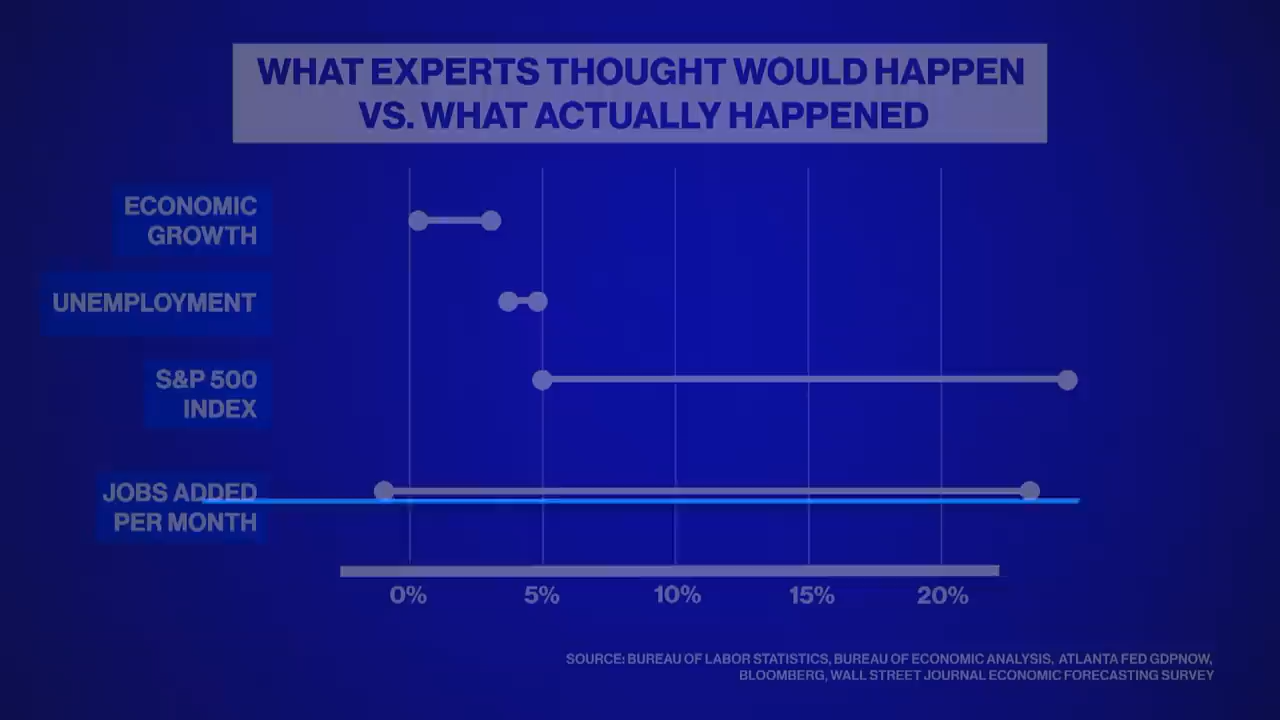 WHAT EXPERTS THOUGHT WOULD HAPPEN
VS. WHAT ACTUALLY HAPPENED
ECONOMIC
GROWTH
UNEMPLOYMENT
S&P 500
INDEX
JOBS ADDED
PER MONTH
0% 5% 10% 15% 20%
SOURCE: BUREAU OF LABOR STATISTICS, BUREAU OF ECONOMIC ANALYSIS, ATLANTA FED GDPNOW,
BLOOMBERG, WALL STREET JOURNAL ECONOMIC FORECASTING SURVEY